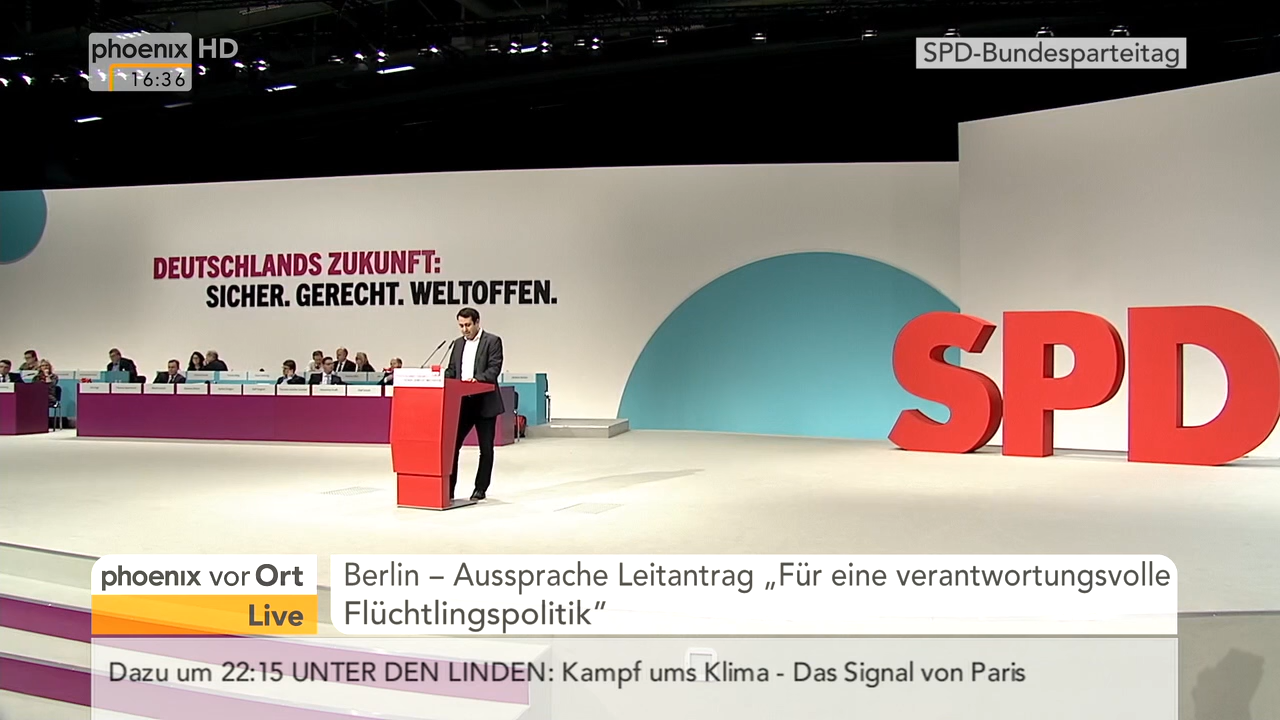 phoenix HD
16:36
SPD-Bundesparteitag
DEUTSCHLANDS ZUKUNFT:
SICHER. GERECHT. WELTOFFEN.
SPD
phoenix vor Ort
Live
Berlin – Aussprache Leitantrag „Für eine verantwortungsvolle
Flüchtlingspolitik”
Dazu um 22:15 UNTER DEN LINDEN: Kampf ums Klima - Das Signal von Paris